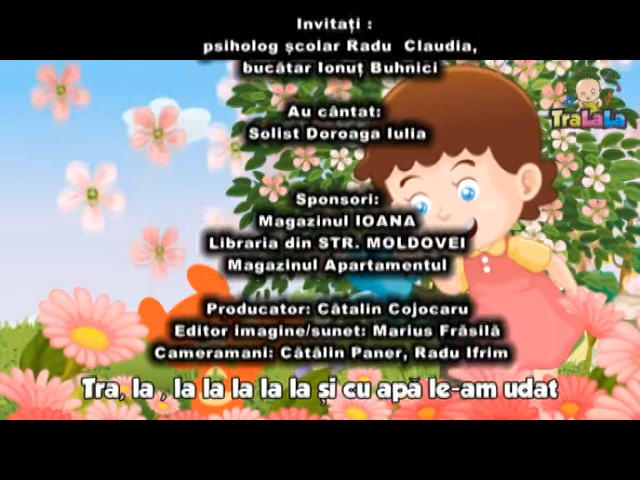 Invitați :
psiholog școlar Radu Claudia,
bucătar Ionuț Buhnici
Au cântat:
Solist Doroaga Iulia
TraLaLa
Sponsori:
Magazinul IOANA
Libraria din STR. MOLDOVEI
Magazinul Apartamentul
Producator: Cătalin Cojocaru
Editor imagine/sunet: Marius Frăsilă
Cameramani: Cătălin Paner, Radu Ifrim
Tra, la , la la la la la și cu apă le-am udat